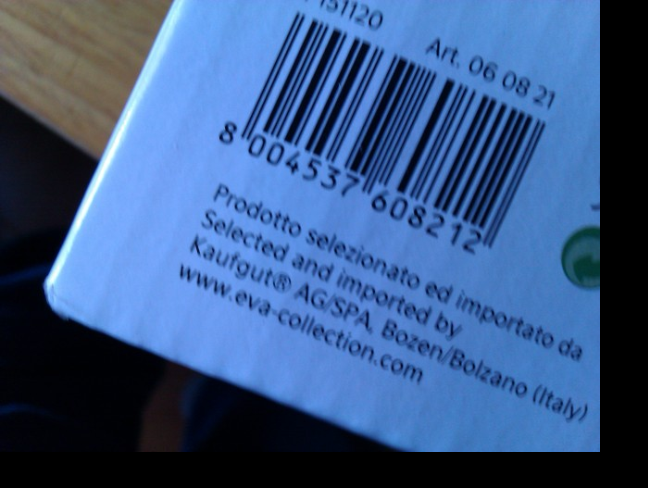 151120
Art. 06 08 21
8 004537 608212
Prodotto selezionato ed importato da
Selected and imported by
Kaufgut® AG/SPA, Bozen/Bolzano (Italy)
www.eva-collection.com